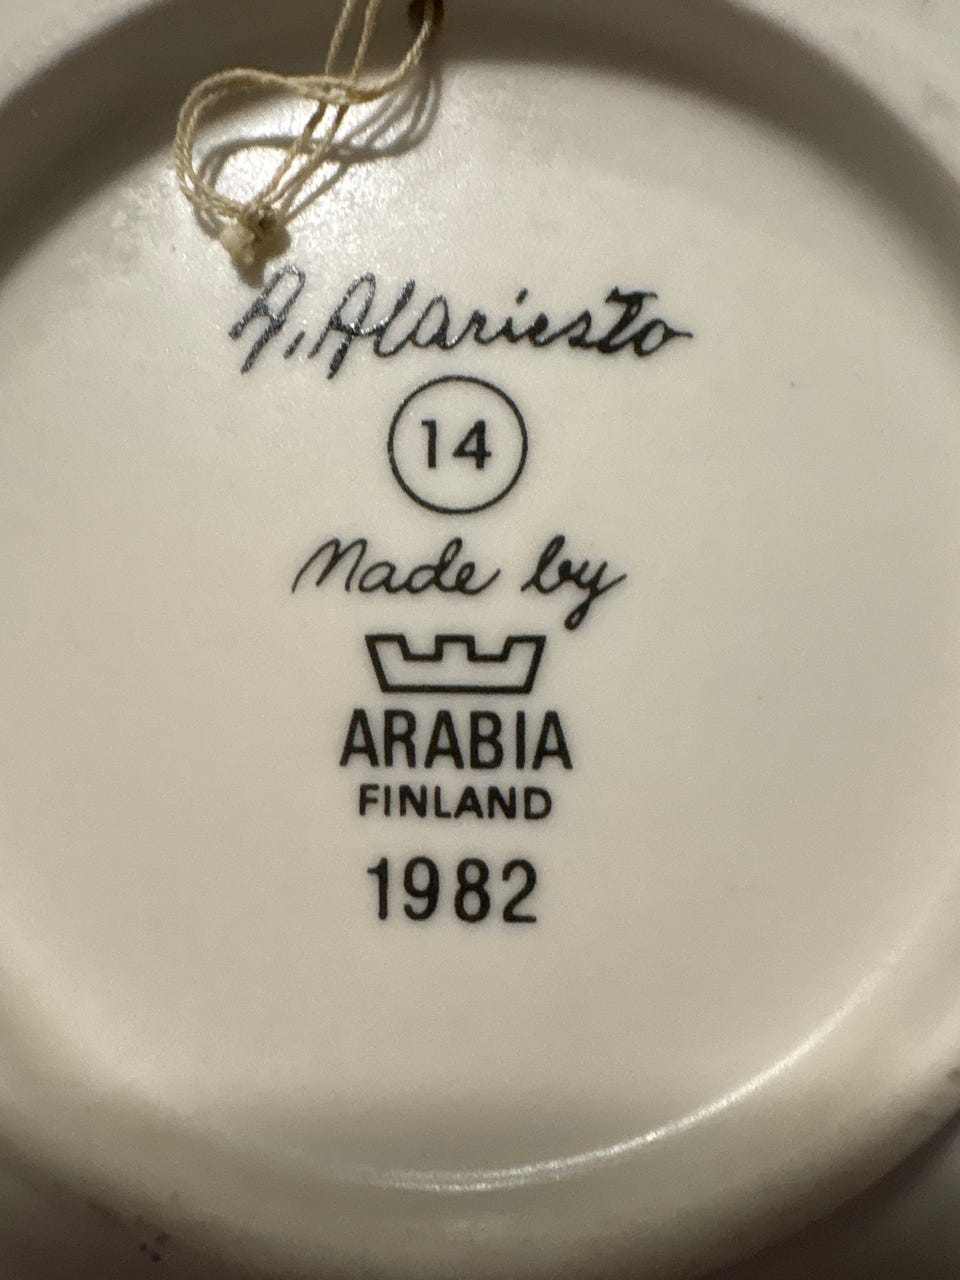 A. Alariesto
14
Made by
ARABIA
FINLAND
1982